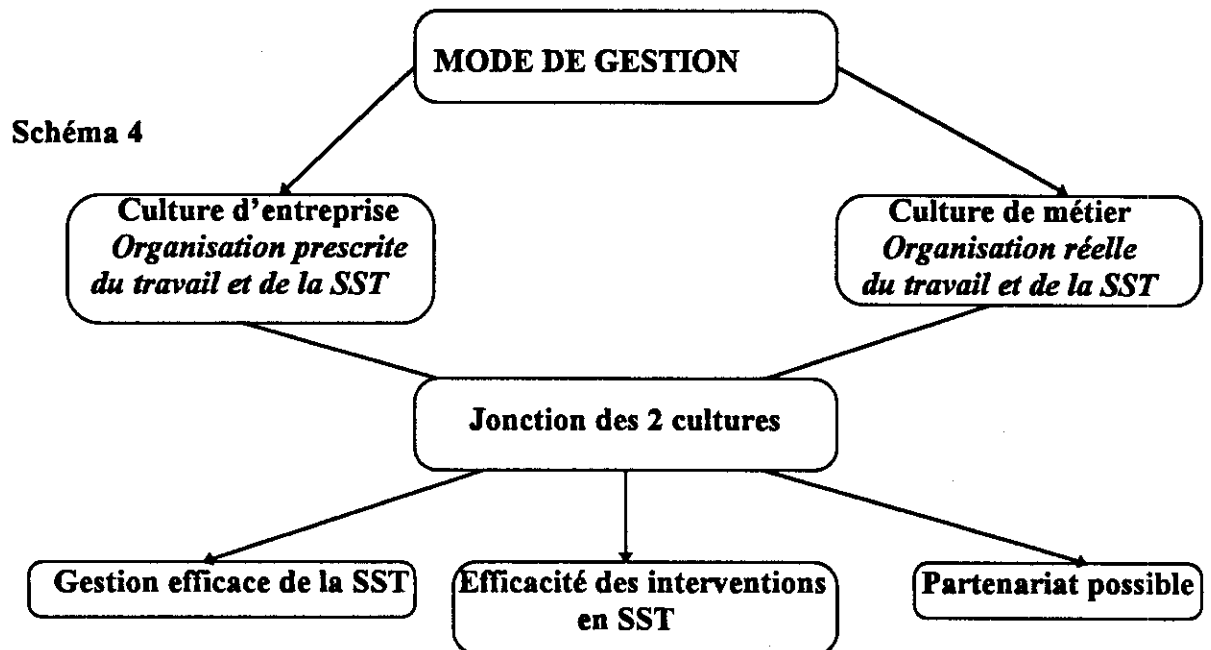 MODE DE GESTION
Schéma 4
Culture d'entreprise
Organisation prescrite
du travail et de la SST
Culture de métier
Organisation réelle
du travail et de la SST
Jonction des 2 cultures
Gestion efficace de la SST
Efficacité des interventions
en SST
Partenariat possible